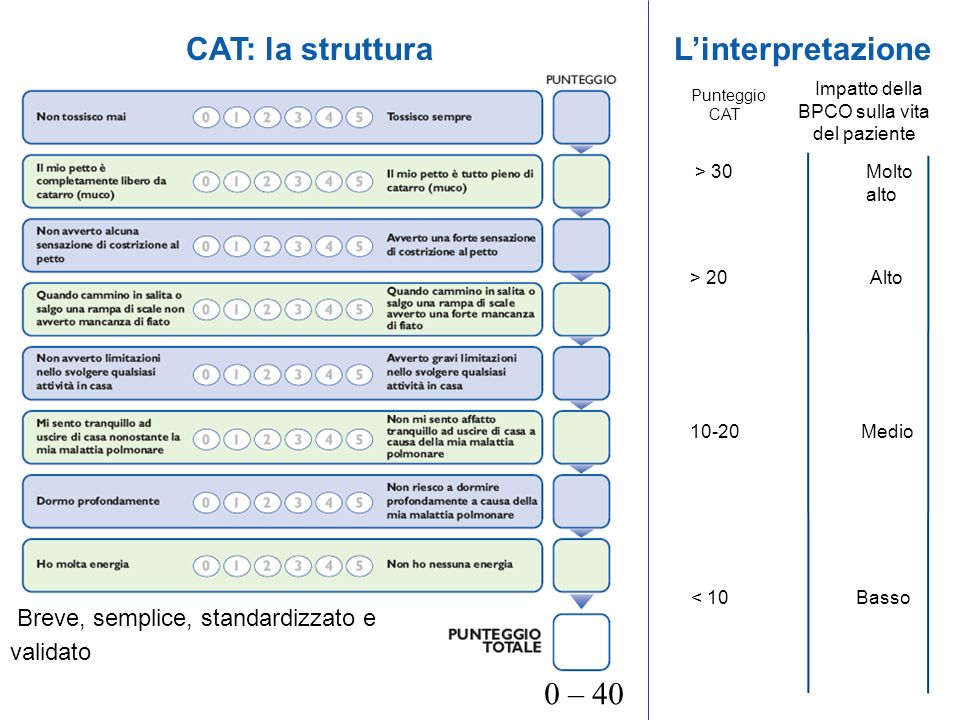 CAT: la struttura
PUNTEGGIO
Non tossisco mai 0 1 2 3 4 5 Tossisco sempre
Il mio petto è
completamente libero da
catarro (muco)
0 1 2 3 4 5
Il mio petto è tutto pieno di
catarro (muco)
Non avverto alcuna
sensazione di costrizione al
petto
0 1 2 3 4 5
Avverto una forte sensazione
di costrizione al petto
Quando cammino in salita o
salgo una rampa di scale non
avverto mancanza di fiato
0 1 2 3 4 5
Quando cammino in salita o
salgo una rampa di scale
avverto una forte mancanza
di fiato
Non avverto limitazioni
nello svolgere qualsiasi
attività in casa
0 1 2 3 4 5
Avverto gravi limitazioni
nello svolgere qualsiasi
attività in casa
Mi sento tranquillo ad
uscire di casa nonostante la
mia malattia polmonare
0 1 2 3 4 5
Non mi sento affatto
tranquillo ad uscire di casa a
causa della mia malattia
polmonare
Dormo profondamente
0 1 2 3 4 5
Non riesco a dormire
profondamente a causa della
mia malattia polmonare
Ho molta energia 0 1 2 3 4 5 Non ho nessuna energia
Breve, semplice, standardizzato e
validato
PUNTEGGIO
TOTALE
0 – 40
L’interpretazione
Punteggio
CAT
Impatto della
BPCO sulla vita
del paziente
> 30 Molto
alto
> 20 Alto
10-20 Medio
< 10 Basso